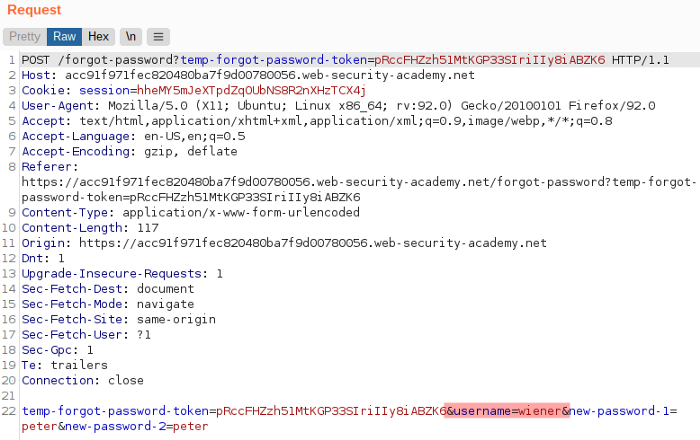 Request
Pretty Raw Hex \n
1 POST /forgot-password?temp-forgot-password-token=pRccFHZzh51MtKGP33SIriIIy8iABZK6 HTTP/1.1
2 Host: acc91f971fec820480ba7f9d00780056.web-security-academy.net
3 Cookie: session=hheMY5mJeXTpdZqOUbNS8R2nXHzTCX4j
4 User-Agent: Mozilla/5.0 (X11; Ubuntu; Linux x86_64; rv:92.0) Gecko/20100101 Firefox/92.0
5 Accept: text/html,application/xhtml+xml,application/xml;q=0.9,image/webp,*/*;q=0.8
6 Accept-Language: en-US,en;q=0.5
7 Accept-Encoding: gzip, deflate
8 Referer:
https://acc91f971fec820480ba7f9d00780056.web-security-academy.net/forgot-password?temp-forgot-
password-token=pRccFHZzh51MtKGP33SIriIIy8iABZK6
9 Content-Type: application/x-www-form-urlencoded
10 Content-Length: 117
11 Origin: https://acc91f971fec820480ba7f9d00780056.web-security-academy.net
12 Dnt: 1
13 Upgrade-Insecure-Requests: 1
14 Sec-Fetch-Dest: document
15 Sec-Fetch-Mode: navigate
16 Sec-Fetch-Site: same-origin
17 Sec-Fetch-User: ?1
18 Sec-Gpc: 1
19 Te: trailers
20 Connection: close
21
22 temp-forgot-password-token=pRccFHZzh51MtKGP33SIriIIy8iABZK6&username=wiener&new-password-1=
peter&new-password-2=peter